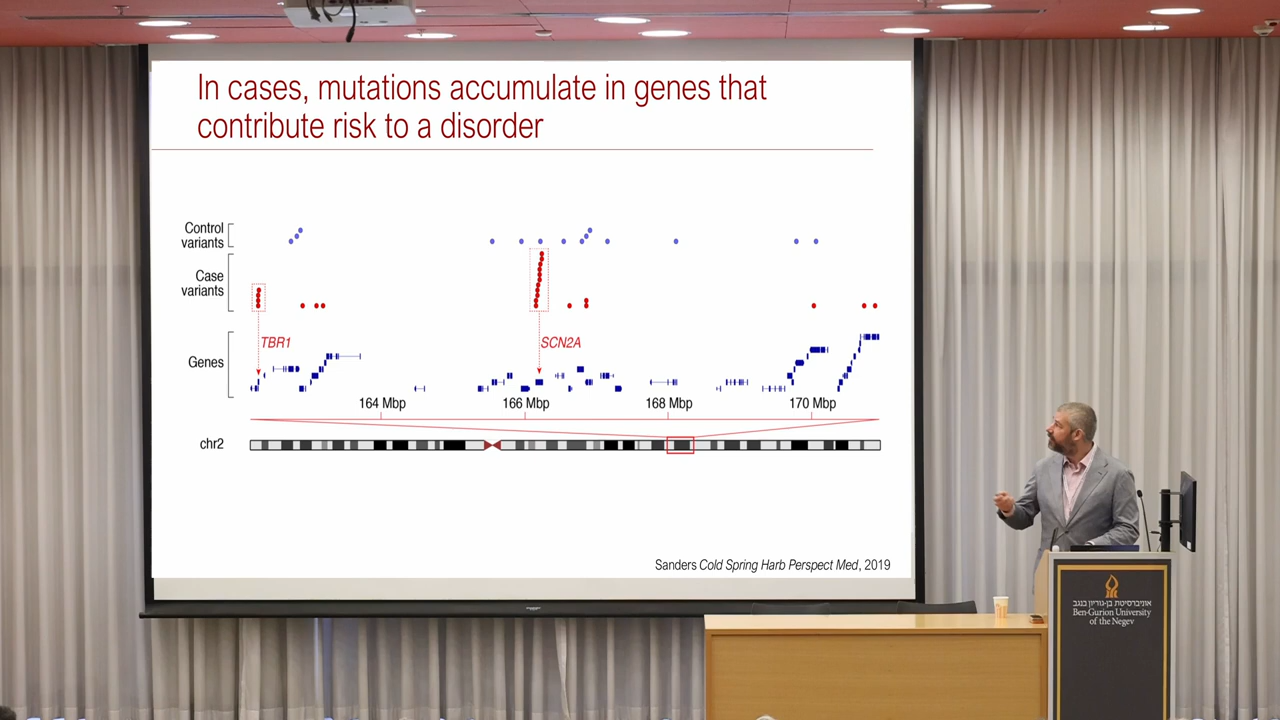 In cases, mutations accumulate in genes that
contribute risk to a disorder
Control
variants
Case
variants
TBR1
SCN2A
Genes
164 Mbp
166 Mbp
168 Mbp
170 Mbp
chr2
Sanders Cold Spring Harb Perspect Med, 2019
אוניברסיטת בן-גוריון בנגב
Ben-Gurion University
of the Negev